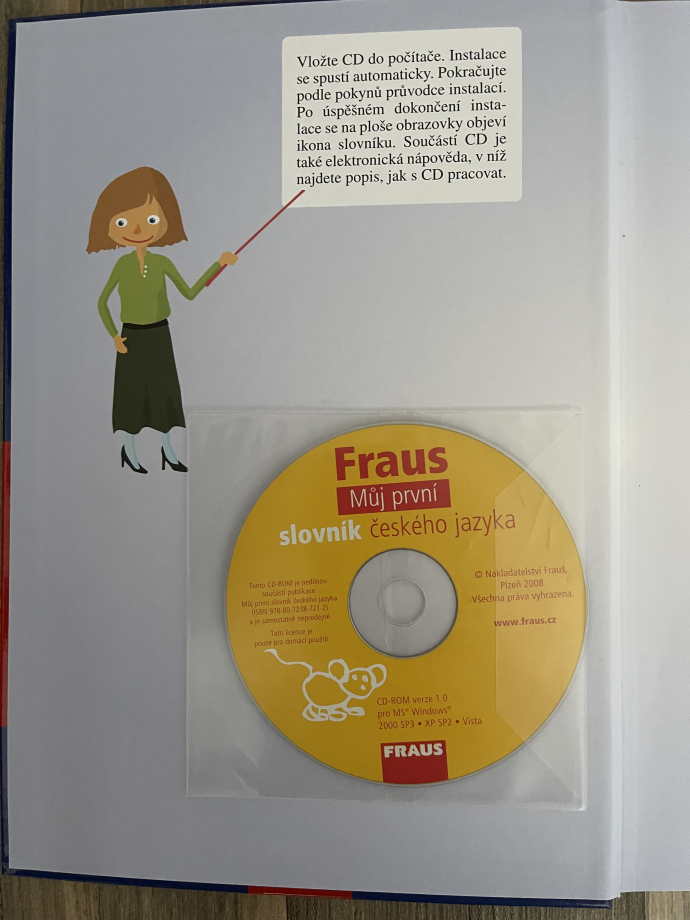 Vložte CD do počítače. Instalace
se spustí automaticky. Pokračujte
podle pokynů průvodce instalací.
Po úspěšném dokončení insta-
lace se na ploše obrazovky objeví
ikona slovníku. Součástí CD je
také elektronická nápověda, v níž
najdete popis, jak s CD pracovat.
Fraus
Můj první
slovník českého jazyka
Tento CD-ROM je nedílnou
součástí publikace
Můj první slovník českého jazyka
(ISBN 978-80-7238-721-2)
a je samostatně neprodejné
Tato licence je
pouze pro domácí použití
© Nakladatelství Fraus,
Plzeň 2008
Všechna práva vyhrazena.
www.fraus.cz
CD-ROM verze 1.0
pro MS® Windows®
2000 SP3 • XP SP2 • Vista
FRAUS